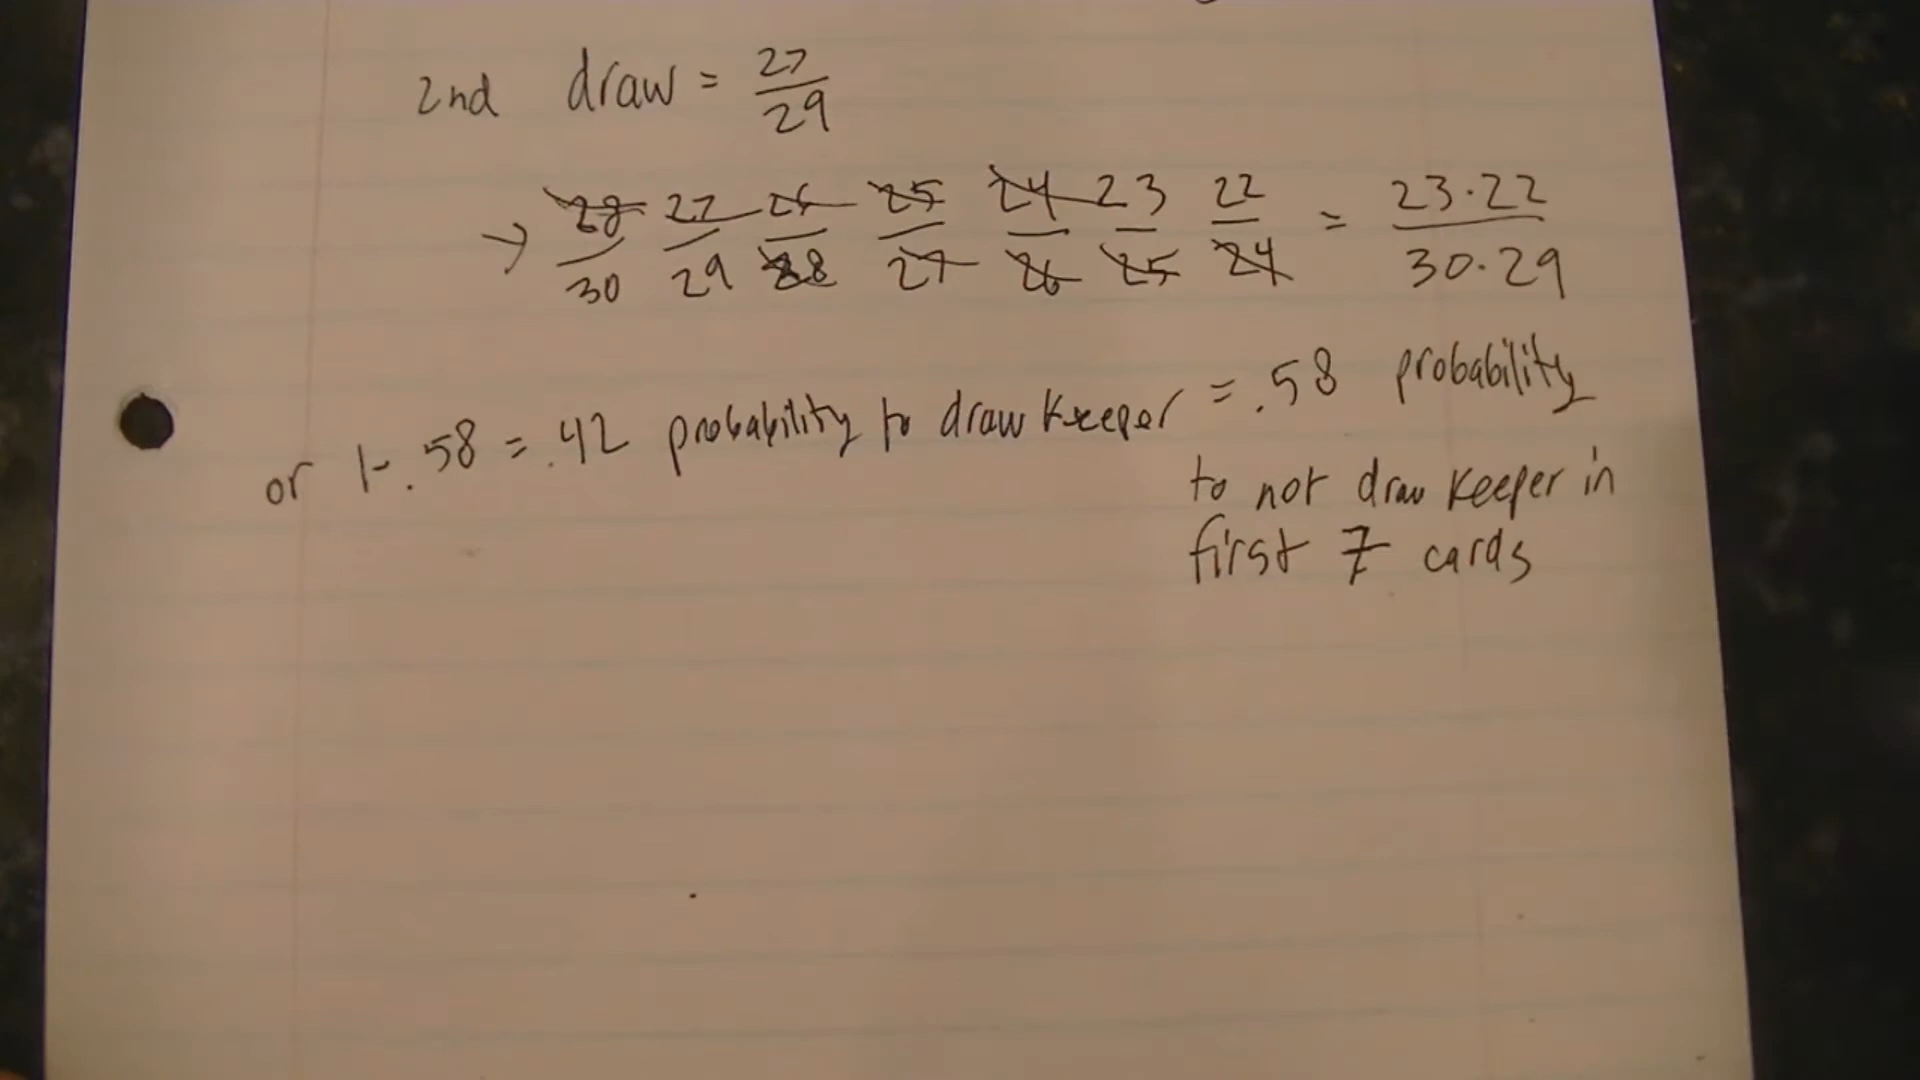 2nd draw = 27/29
→ 28/30 27/29 26/28 25/27 24/26 23/25 22/24 = 23·22/30·29
or 1-.58 = .42 probability to draw keeper = .58 probability
to not draw keeper in
first 7 cards